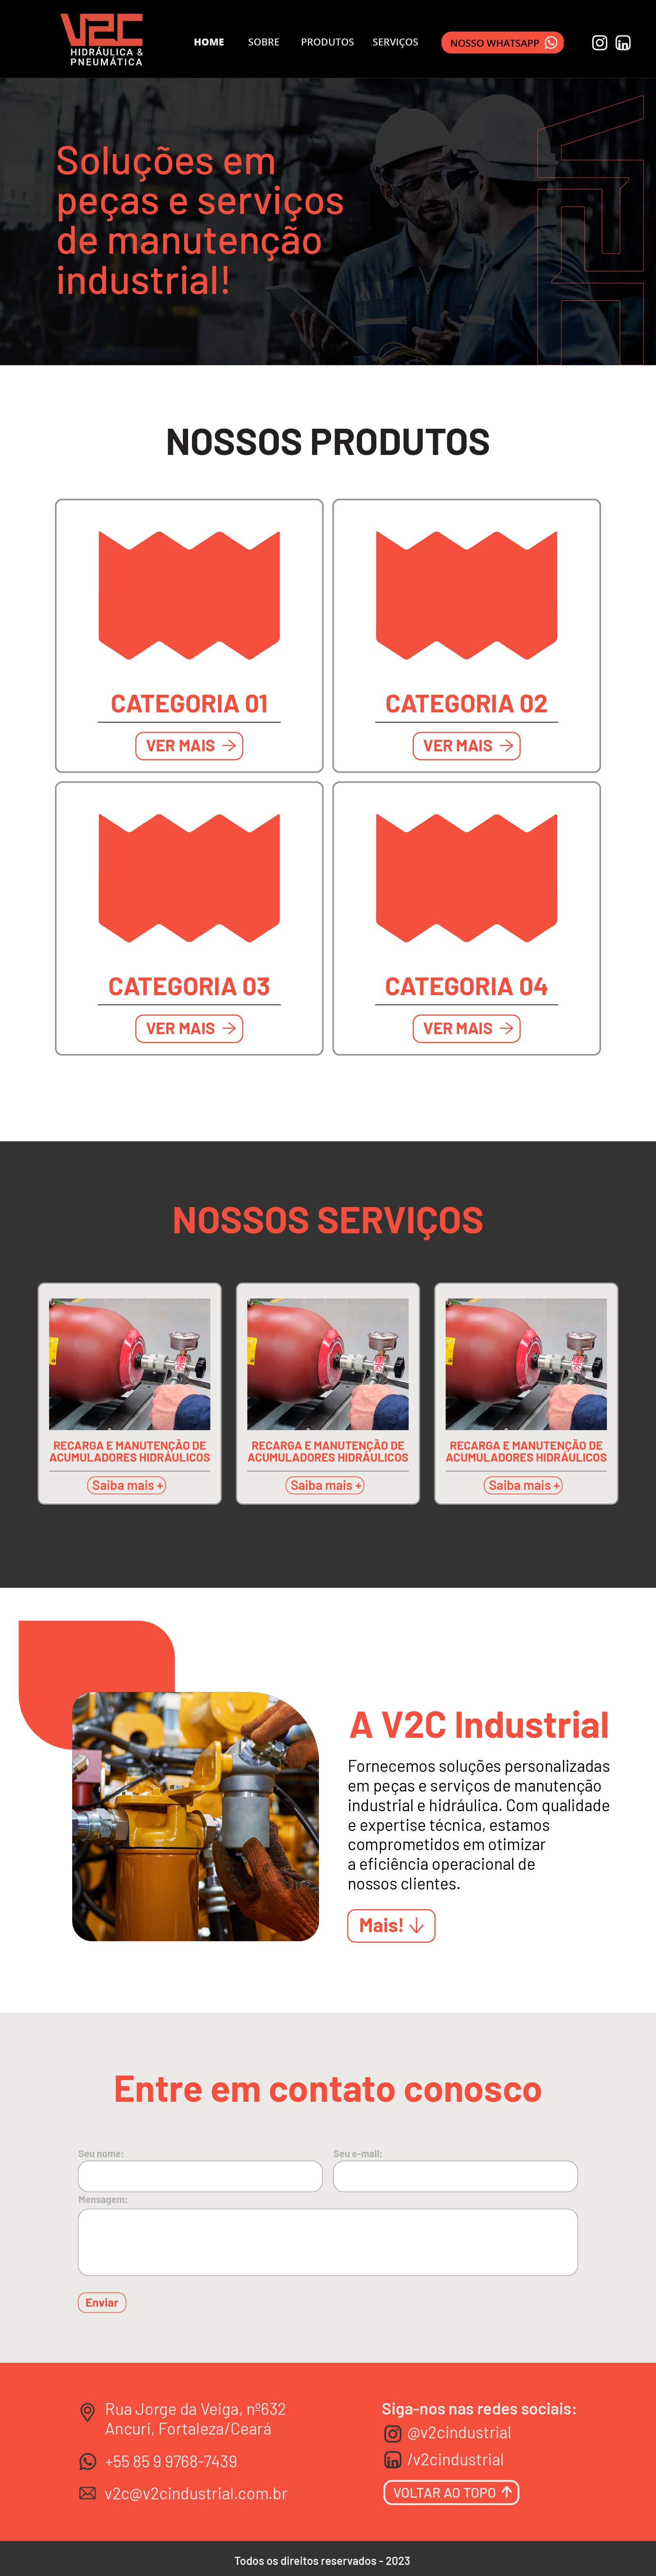 V2C
HIDRÁULICA &
PNEUMÁTICA
HOME
SOBRE
PRODUTOS
SERVIÇOS
NOSSO WHATSAPP
Soluções em
peças e serviços
de manutenção
industrial!
NOSSOS PRODUTOS
CATEGORIA 01
VER MAIS
CATEGORIA 02
VER MAIS
CATEGORIA 03
VER MAIS
CATEGORIA 04
VER MAIS
NOSSOS SERVIÇOS
RECARGA E MANUTENÇÃO DE
ACUMULADORES HIDRÁULICOS
Saiba mais +
RECARGA E MANUTENÇÃO DE
ACUMULADORES HIDRÁULICOS
Saiba mais +
RECARGA E MANUTENÇÃO DE
ACUMULADORES HIDRÁULICOS
Saiba mais +
A V2C Industrial
Fornecemos soluções personalizadas
em peças e serviços de manutenção
industrial e hidráulica. Com qualidade
e expertise técnica, estamos
comprometidos em otimizar
a eficiência operacional de
nossos clientes.
Mais!
Entre em contato conosco
Seu nome:
Seu e-mail:
Mensagem:
Enviar
Rua Jorge da Veiga, nº632
Ancuri, Fortaleza/Ceará
+55 85 9 9768-7439
v2c@v2cindustrial.com.br
Siga-nos nas redes sociais:
@v2cindustrial
/v2cindustrial
VOLTAR AO TOPO
Todos os direitos reservados - 2023